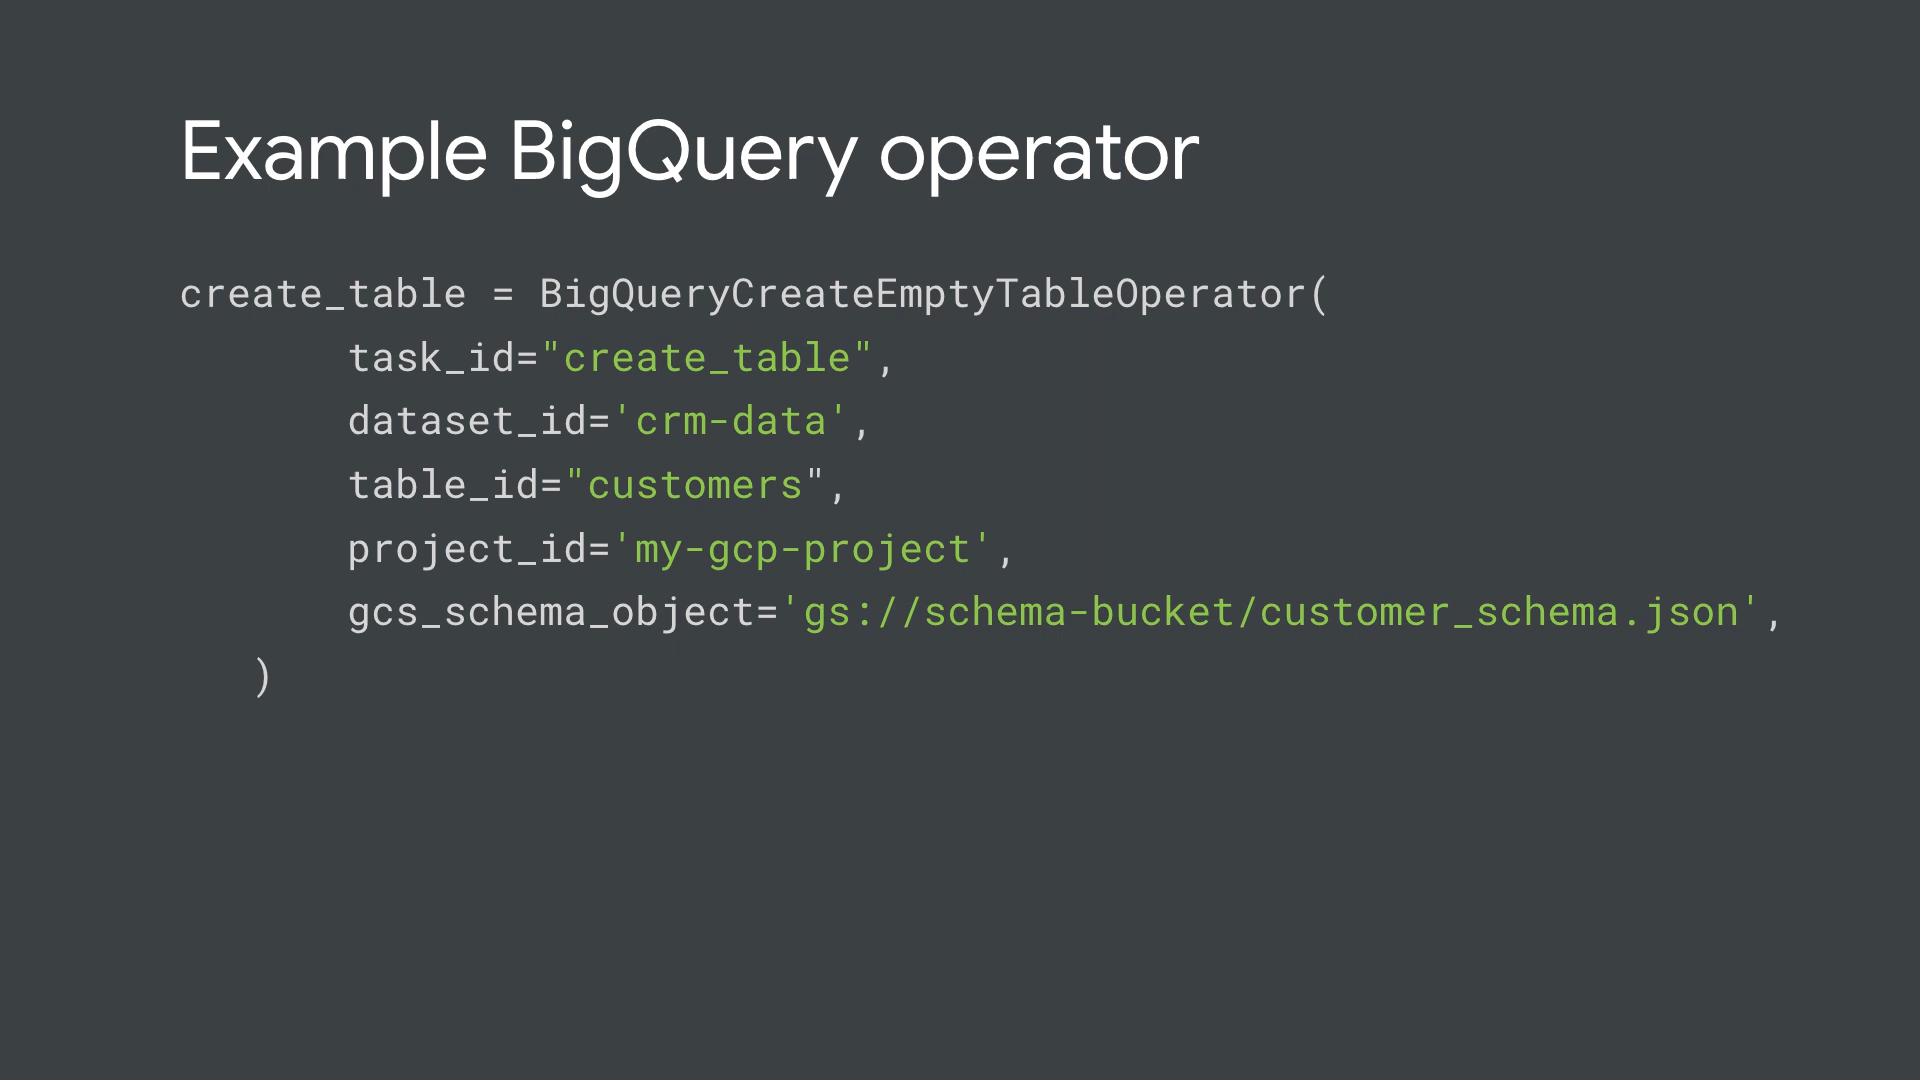 Example BigQuery operator
create_table = BigQueryCreateEmptyTableOperator(
task_id="create_table",
dataset_id='crm-data',
table_id="customers",
project_id='my-gcp-project',
gcs_schema_object='gs://schema-bucket/customer_schema.json',
)